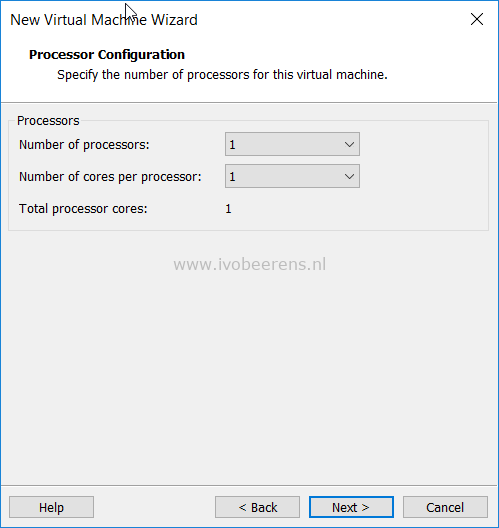 New Virtual Machine Wizard
Processor Configuration
Specify the number of processors for this virtual machine.
Processors
Number of processors: 1
Number of cores per processor: 1
Total processor cores: 1
www.ivobeerens.nl
Help < Back Next > Cancel